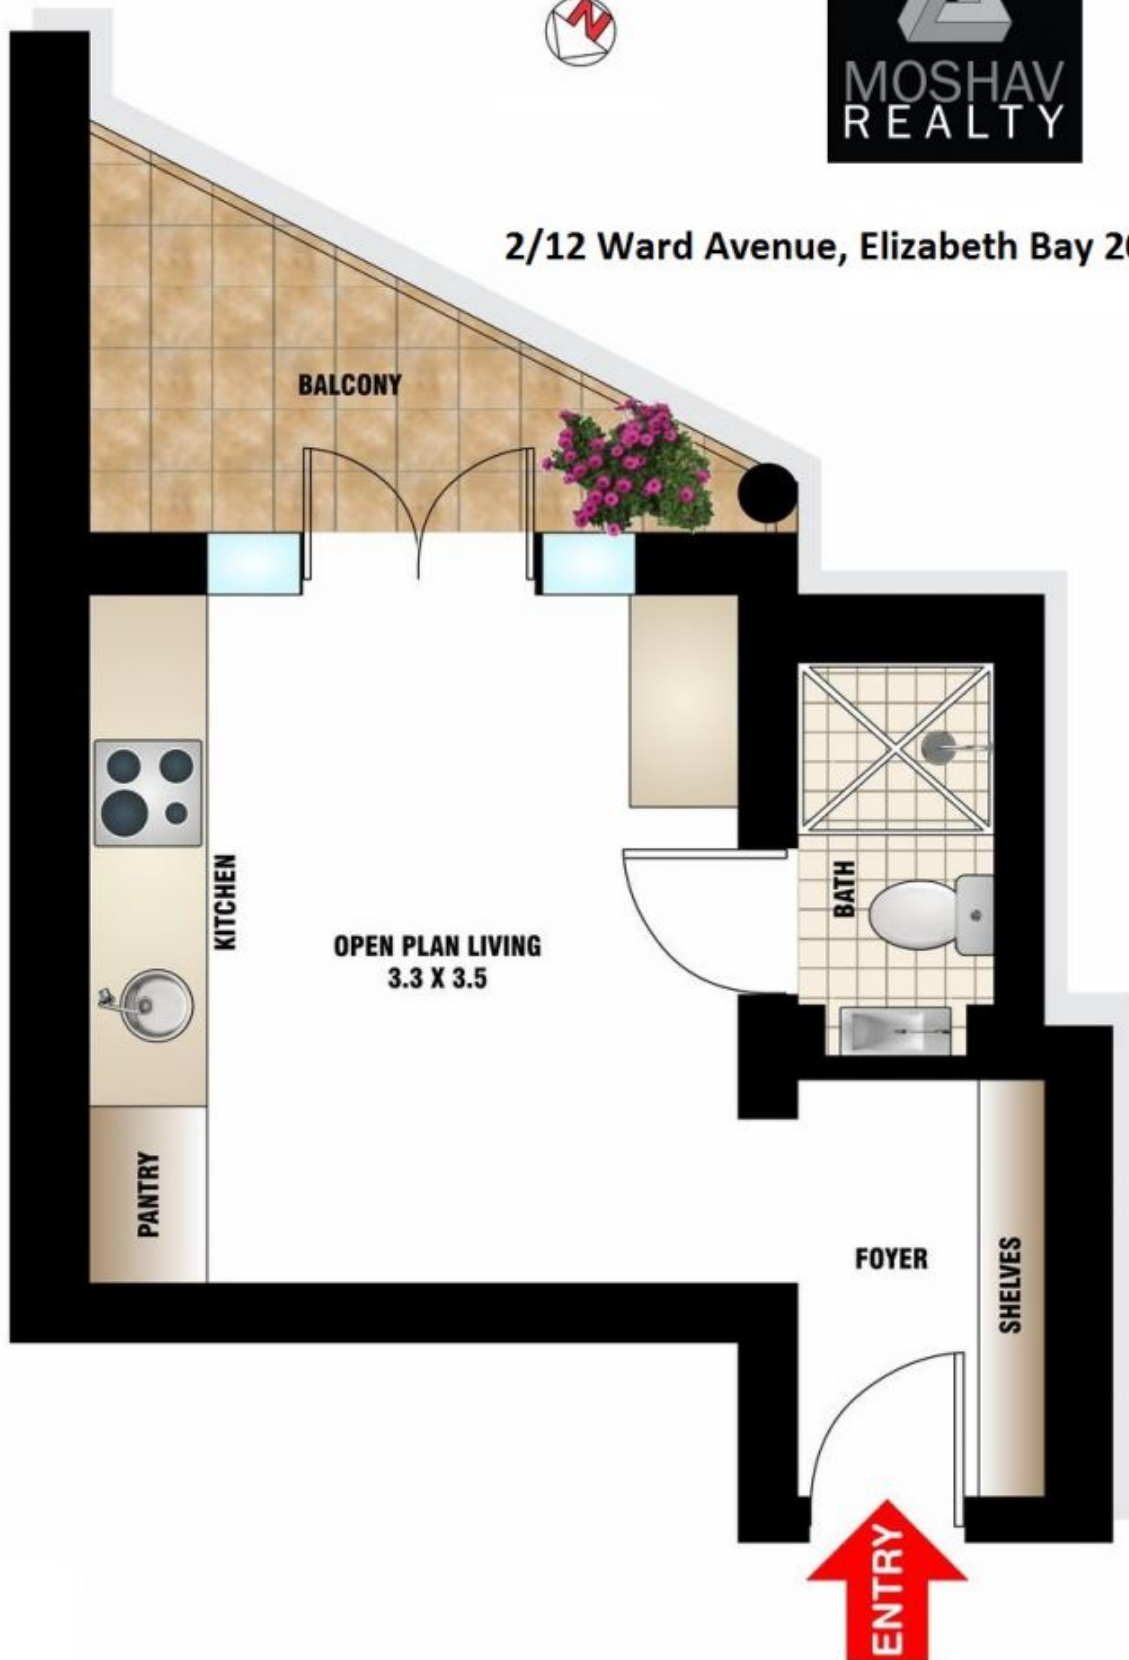 N
MOSHAV
REALTY
2/12 Ward Avenue, Elizabeth Bay
BALCONY
KITCHEN
OPEN PLAN LIVING
3.3 X 3.5
BATH
PANTRY
FOYER
SHELVES
ENTRY